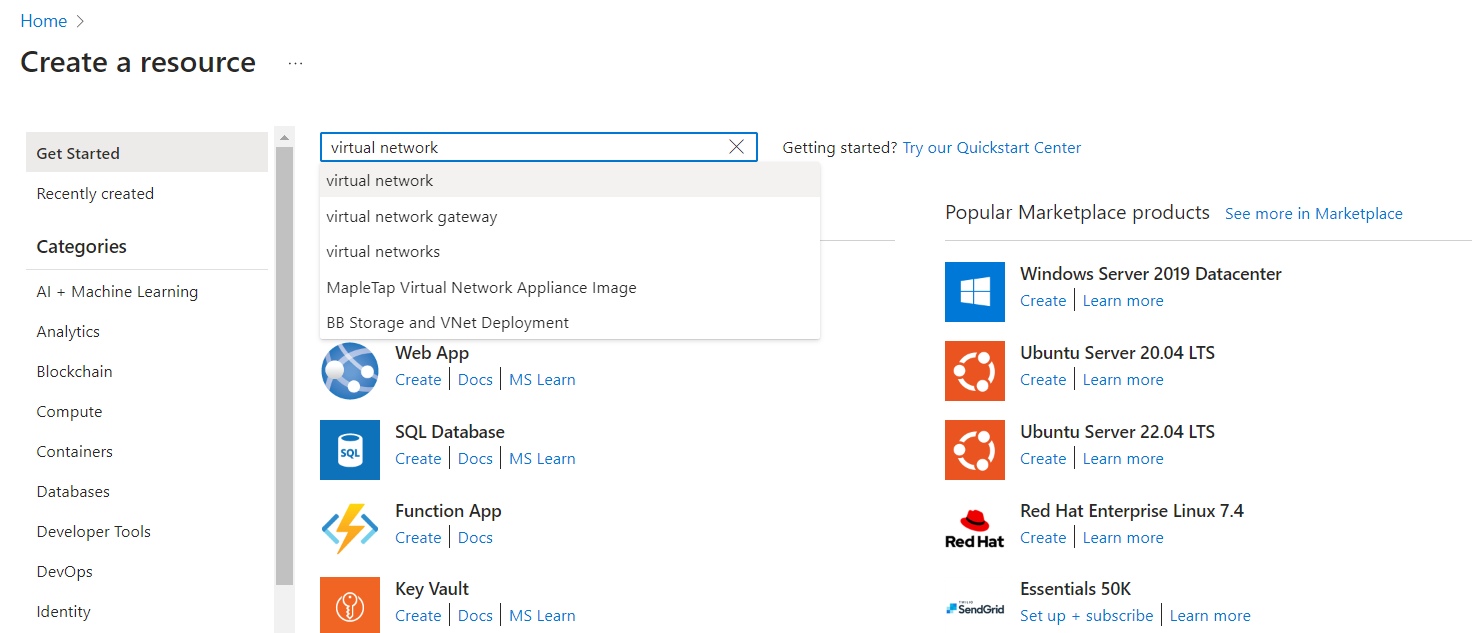 Home
Create a resource
...
Get Started
Recently created
Categories
AI + Machine Learning
Analytics
Blockchain
Compute
Containers
Databases
Developer Tools
DevOps
Identity
virtual network
Getting started? Try our Quickstart Center
virtual network
virtual network gateway
virtual networks
MapleTap Virtual Network Appliance Image
BB Storage and VNet Deployment
Web App
Create | Docs | MS Learn
SQL
SQL Database
Create | Docs | MS Learn
Function App
Create | Docs
Key Vault
Create | Docs | MS Learn
Popular Marketplace products See more in Marketplace
Windows Server 2019 Datacenter
Create | Learn more
Ubuntu Server 20.04 LTS
Create | Learn more
Ubuntu Server 22.04 LTS
Create | Learn more
Red Hat
Red Hat Enterprise Linux 7.4
Create | Learn more
TWILIO
SendGrid
Essentials 50K
Set up + subscribe | Learn more